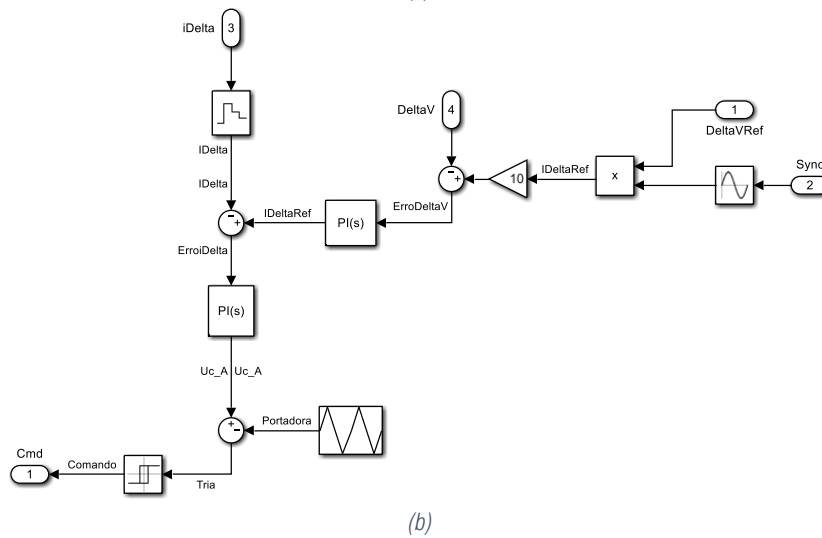 iDelta
3
DeltaV
4
1
DeltaVRef
IDelta
IDeltaRef
10
x
Sync
2
IDelta
ErroDeltaV
- +
IDeltaRef
PI(s)
- +
ErroiDelta
PI(s)
Uc_A Uc_A
Portadora
+ -
Cmd
1
Comando
Tria
(b)